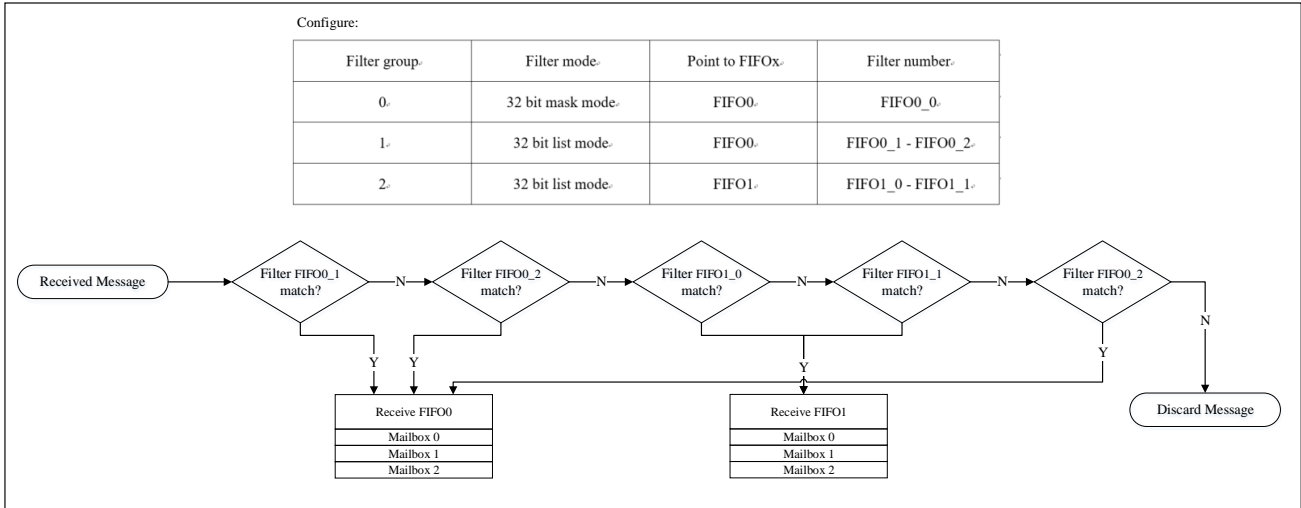 Configure:
Filter group Filter mode Point to FIFOx Filter number
0 32 bit mask mode FIFO0 FIFO0_0
1 32 bit list mode FIFO0 FIFO0_1 - FIFO0_2
2 32 bit list mode FIFO1 FIFO1_0 - FIFO1_1
Received Message
Filter FIFO0_1
match?
N
Filter FIFO0_2
match?
N
Filter FIFO1_0
match?
N
Filter FIFO1_1
match?
N
Filter FIFO0_2
match?
N
Y
Y
Y
Y
Receive FIFO0
Mailbox 0
Mailbox 1
Mailbox 2
Receive FIFO1
Mailbox 0
Mailbox 1
Mailbox 2
Discard Message